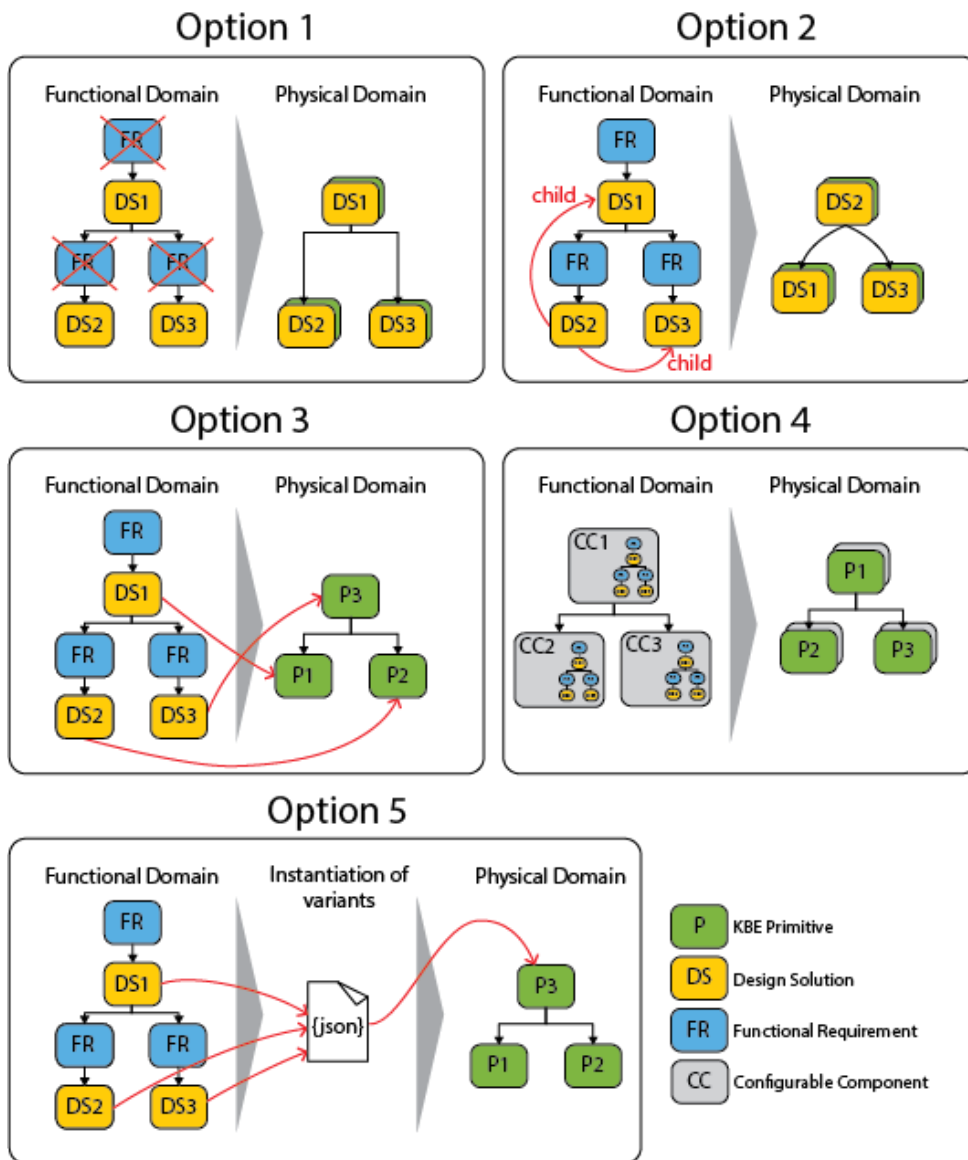 Option 1
Functional Domain
Physical Domain
FR
DS1
FR
FR
DS2
DS3
DS1
DS2
DS3
Option 2
Functional Domain
Physical Domain
FR
child
DS1
FR
FR
DS2
DS3
child
DS2
DS1
DS3
Option 3
Functional Domain
Physical Domain
FR
DS1
FR
FR
DS2
DS3
P3
P1
P2
Option 4
Functional Domain
Physical Domain
CC1
CC2
CC3
P1
P2
P3
Option 5
Functional Domain
Instantiation of
variants
Physical Domain
FR
DS1
FR
FR
DS2
DS3
{json}
P3
P1
P2
P
KBE Primitive
DS
Design Solution
FR
Functional Requirement
CC
Configurable Component